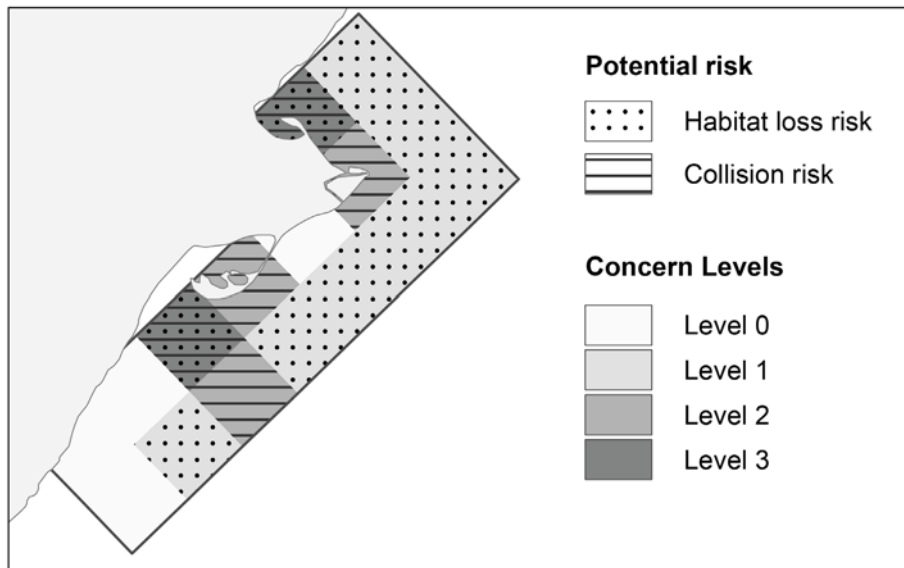 Potential risk
Habitat loss risk
Collision risk
Concern Levels
Level 0
Level 1
Level 2
Level 3